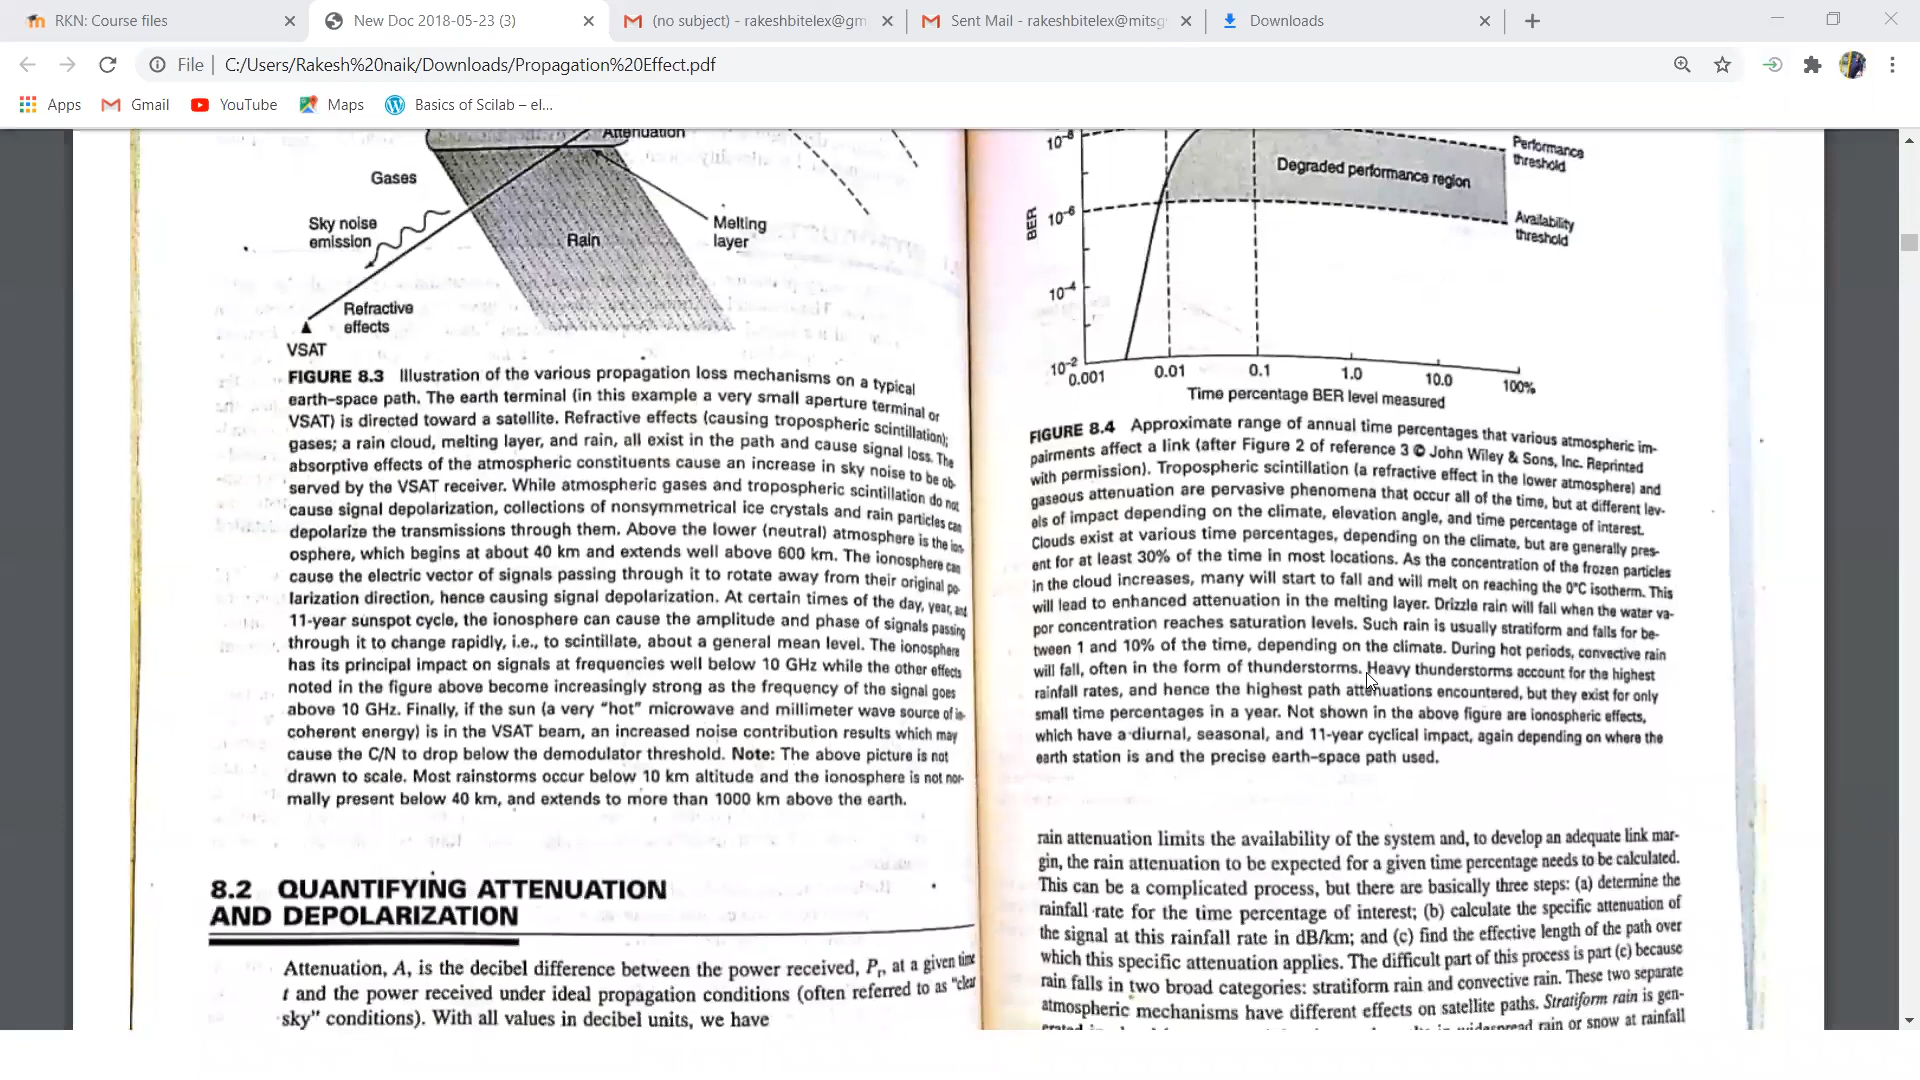 RKN: Course files
New Doc 2018-05-23 (3)
(no subject) - rakeshbitelex@gm
Sent Mail - rakeshbitelex@mitsg
Downloads
File
C:/Users/Rakesh%20naik/Downloads/Propagation%20Effect.pdf
Apps
Gmail
YouTube
Maps
Basics of Scilab – el...
Attenuation
Gases
Sky noise
emission
Rain
Melting
layer
Refractive
effects
VSAT
FIGURE 8.3 Illustration of the various propagation loss mechanisms on a typical
earth–space path. The earth terminal (in this example a very small aperture terminal or
VSAT) is directed toward a satellite. Refractive effects (causing tropospheric scintillation);
gases; a rain cloud, melting layer, and rain, all exist in the path and cause signal loss. The
absorptive effects of the atmospheric constituents cause an increase in sky noise to be ob-
served by the VSAT receiver. While atmospheric gases and tropospheric scintillation do not
cause signal depolarization, collections of nonsymmetrical ice crystals and rain particles can
depolarize the transmissions through them. Above the lower (neutral) atmosphere is the ion-
osphere, which begins at about 40 km and extends well above 600 km. The ionosphere can
cause the electric vector of signals passing through it to rotate away from their original po-
larization direction, hence causing signal depolarization. At certain times of the day, year, and
11-year sunspot cycle, the ionosphere can cause the amplitude and phase of signals passing
through it to change rapidly, i.e., to scintillate, about a general mean level. The ionosphere
has its principal impact on signals at frequencies well below 10 GHz while the other effects
noted in the figure above become increasingly strong as the frequency of the signal goes
above 10 GHz. Finally, if the sun (a very "hot" microwave and millimeter wave source of in-
coherent energy) is in the VSAT beam, an increased noise contribution results which may
cause the C/N to drop below the demodulator threshold. Note: The above picture is not
drawn to scale. Most rainstorms occur below 10 km altitude and the ionosphere is not nor-
mally present below 40 km, and extends to more than 1000 km above the earth.
8.2 QUANTIFYING ATTENUATION
AND DEPOLARIZATION
Attenuation, A, is the decibel difference between the power received, Pr, at a given time
t and the power received under ideal propagation conditions (often referred to as "clear
sky" conditions). With all values in decibel units, we have
10-8
Performance
threshold
Degraded performance region
BER
10-6
Availability
threshold
10-4
10-2
0.001
0.01
0.1
1.0
10.0
100%
Time percentage BER level measured
FIGURE 8.4 Approximate range of annual time percentages that various atmospheric im-
pairments affect a link (after Figure 2 of reference 3 © John Wiley & Sons, Inc. Reprinted
with permission). Tropospheric scintillation (a refractive effect in the lower atmosphere) and
gaseous attenuation are pervasive phenomena that occur all of the time, but at different lev-
els of impact depending on the climate, elevation angle, and time percentage of interest.
Clouds exist at various time percentages, depending on the climate, but are generally pres-
ent for at least 30% of the time in most locations. As the concentration of the frozen particles
in the cloud increases, many will start to fall and will melt on reaching the 0°C isotherm. This
will lead to enhanced attenuation in the melting layer. Drizzle rain will fall when the water va-
por concentration reaches saturation levels. Such rain is usually stratiform and falls for be-
tween 1 and 10% of the time, depending on the climate. During hot periods, convective rain
will fall, often in the form of thunderstorms. Heavy thunderstorms account for the highest
rainfall rates, and hence the highest path attenuations encountered, but they exist for only
small time percentages in a year. Not shown in the above figure are ionospheric effects,
which have a diurnal, seasonal, and 11-year cyclical impact, again depending on where the
earth station is and the precise earth–space path used.
rain attenuation limits the availability of the system and, to develop an adequate link mar-
gin, the rain attenuation to be expected for a given time percentage needs to be calculated.
This can be a complicated process, but there are basically three steps: (a) determine the
rainfall rate for the time percentage of interest; (b) calculate the specific attenuation of
the signal at this rainfall rate in dB/km; and (c) find the effective length of the path over
which this specific attenuation applies. The difficult part of this process is part (c) because
rain falls in two broad categories: stratiform rain and convective rain. These two separate
atmospheric mechanisms have different effects on satellite paths. Stratiform rain is gen-
widespread rain or snow at rainfall